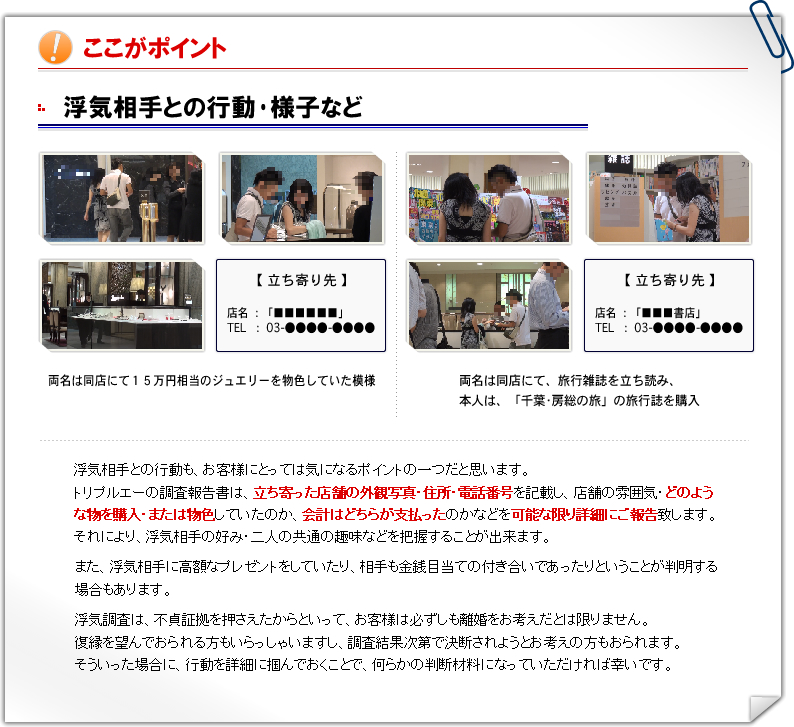 ここがポイント
浮気相手との行動・様子など
雑誌
【 立ち寄り先 】
店名 : 「■■■■■■」
TEL : 03-●●●●-●●●●
【 立ち寄り先 】
店名 : 「■■■書店」
TEL : 03-●●●●-●●●●
両名は同店にて１５万円相当のジュエリーを物色していた模様
両名は同店にて、旅行雑誌を立ち読み、
本人は、「千葉・房総の旅」の旅行誌を購入
浮気相手との行動も、お客様にとっては気になるポイントの一つだと思います。
トリプルエーの調査報告書は、立ち寄った店舗の外観写真・住所・電話番号を記載し、店舗の雰囲気・どのよう
な物を購入・または物色していたのか、会計はどちらが支払ったのかなどを可能な限り詳細にご報告致します。
それにより、浮気相手の好み・二人の共通の趣味などを把握することが出来ます。
また、浮気相手に高額なプレゼントをしていたり、相手も金銭目当ての付き合いであったりということが判明する
場合もあります。
浮気調査は、不貞証拠を押さえたからといって、お客様は必ずしも離婚をお考えだとは限りません。
復縁を望んでおられる方もいらっしゃいますし、調査結果次第で決断されようとお考えの方もおられます。
そういった場合に、行動を詳細に掴んでおくことで、何らかの判断材料になっていただければ幸いです。